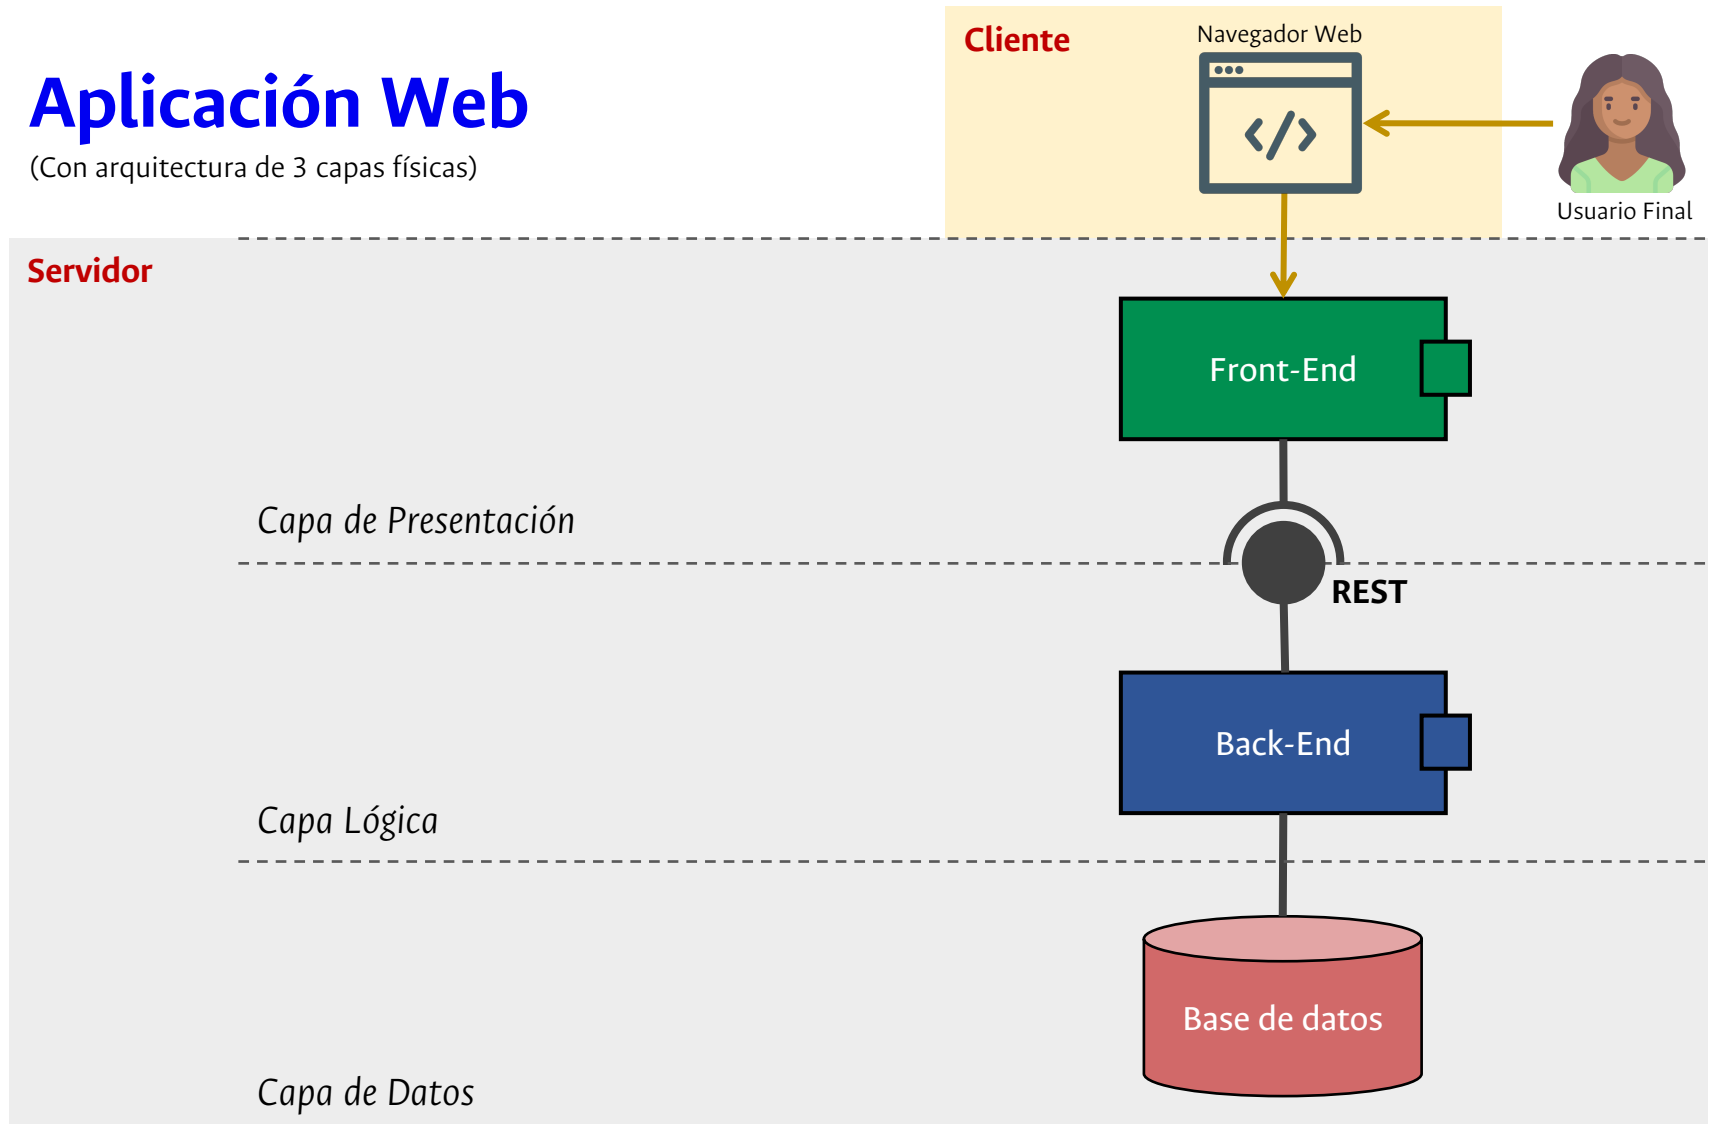 Cliente
Navegador Web
Aplicación Web
(Con arquitectura de 3 capas físicas)
Usuario Final
Servidor
Front-End
Capa de Presentación
REST
Back-End
Capa Lógica
Base de datos
Capa de Datos